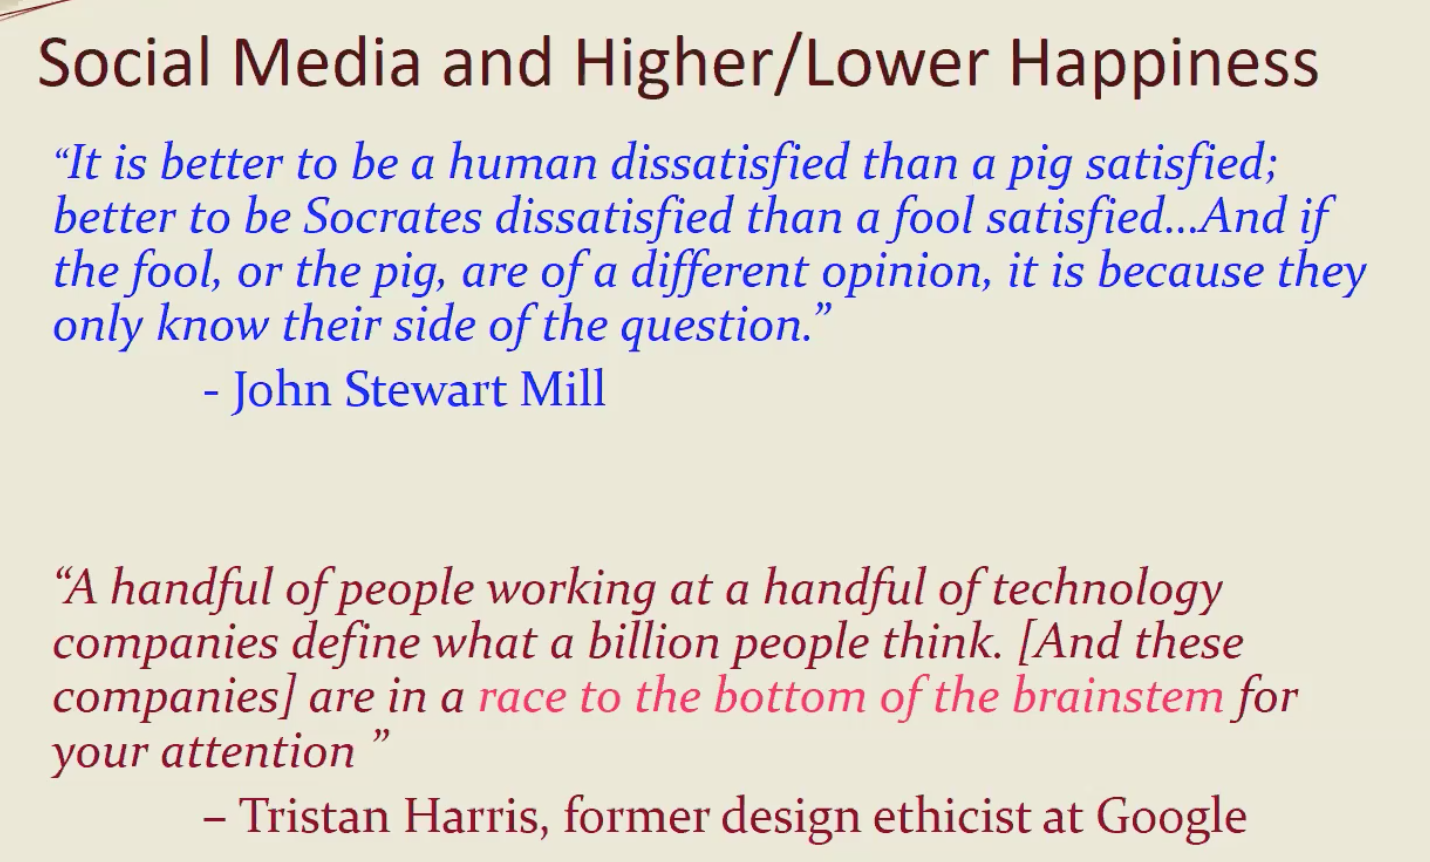 Social Media and Higher/Lower Happiness
“It is better to be a human dissatisfied than a pig satisfied;
better to be Socrates dissatisfied than a fool satisfied...And if
the fool, or the pig, are of a different opinion, it is because they
only know their side of the question.”
- John Stewart Mill
“A handful of people working at a handful of technology
companies define what a billion people think. [And these
companies] are in a race to the bottom of the brainstem for
your attention ”
– Tristan Harris, former design ethicist at Google